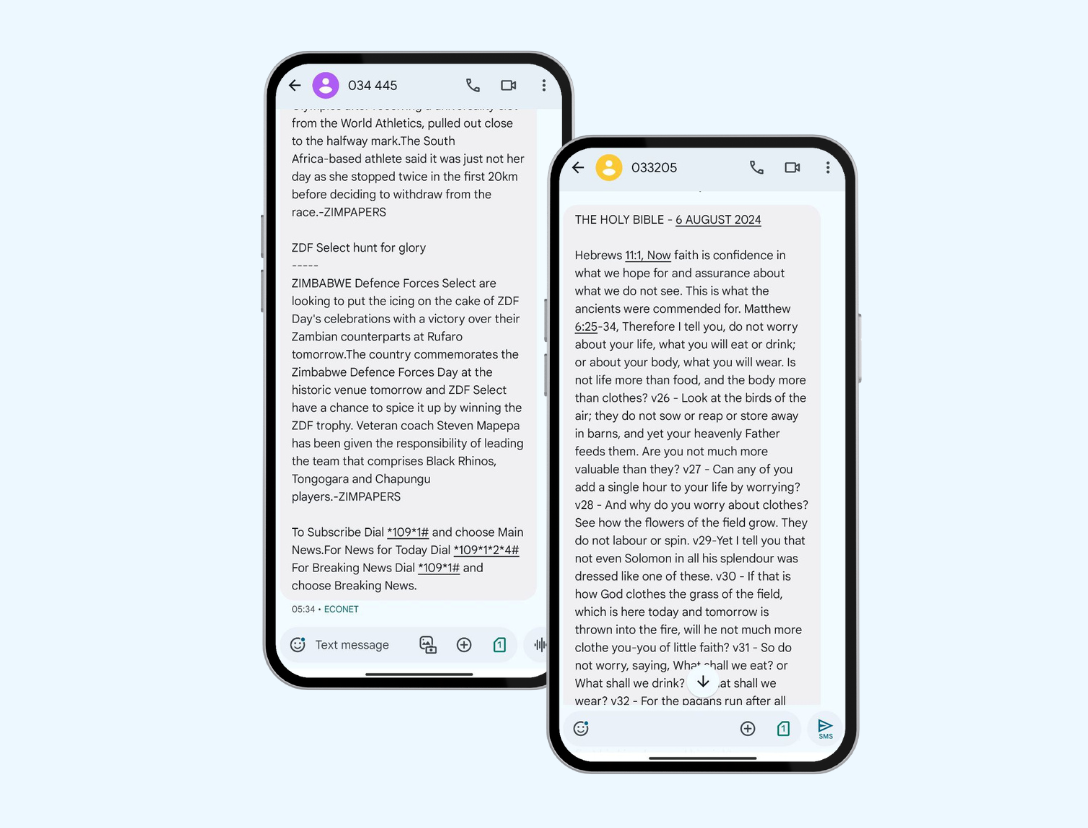 034 445
from the World Athletics, pulled out close
to the halfway mark.The South
Africa-based athlete said it was just not her
day as she stopped twice in the first 20km
before deciding to withdraw from the
race.-ZIMPAPERS
ZDF Select hunt for glory
-----
ZIMBABWE Defence Forces Select are
looking to put the icing on the cake of ZDF
Day's celebrations with a victory over their
Zambian counterparts at Rufaro
tomorrow.The country commemorates the
Zimbabwe Defence Forces Day at the
historic venue tomorrow and ZDF Select
have a chance to spice it up by winning the
ZDF trophy. Veteran coach Steven Mapepa
has been given the responsibility of leading
the team that comprises Black Rhinos,
Tongogara and Chapungu
players.-ZIMPAPERS
To Subscribe Dial *109*1# and choose Main
News.For News for Today Dial *109*1*2*4#
For Breaking News Dial *109*1# and
choose Breaking News.
05:34 • ECONET
Text message
1
033205
THE HOLY BIBLE - 6 AUGUST 2024
Hebrews 11:1, Now faith is confidence in
what we hope for and assurance about
what we do not see. This is what the
ancients were commended for. Matthew
6:25-34, Therefore I tell you, do not worry
about your life, what you will eat or drink;
or about your body, what you will wear. Is
not life more than food, and the body more
than clothes? v26 - Look at the birds of the
air; they do not sow or reap or store away
in barns, and yet your heavenly Father
feeds them. Are you not much more
valuable than they? v27 - Can any of you
add a single hour to your life by worrying?
v28 - And why do you worry about clothes?
See how the flowers of the field grow. They
do not labour or spin. v29-Yet I tell you that
not even Solomon in all his splendour was
dressed like one of these. v30 - If that is
how God clothes the grass of the field,
which is here today and tomorrow is
thrown into the fire, will he not much more
clothe you-you of little faith? v31 - So do
not worry, saying, What shall we eat? or
What shall we drink? at shall we
wear? v32 - For the pagans run after all
1
SMS